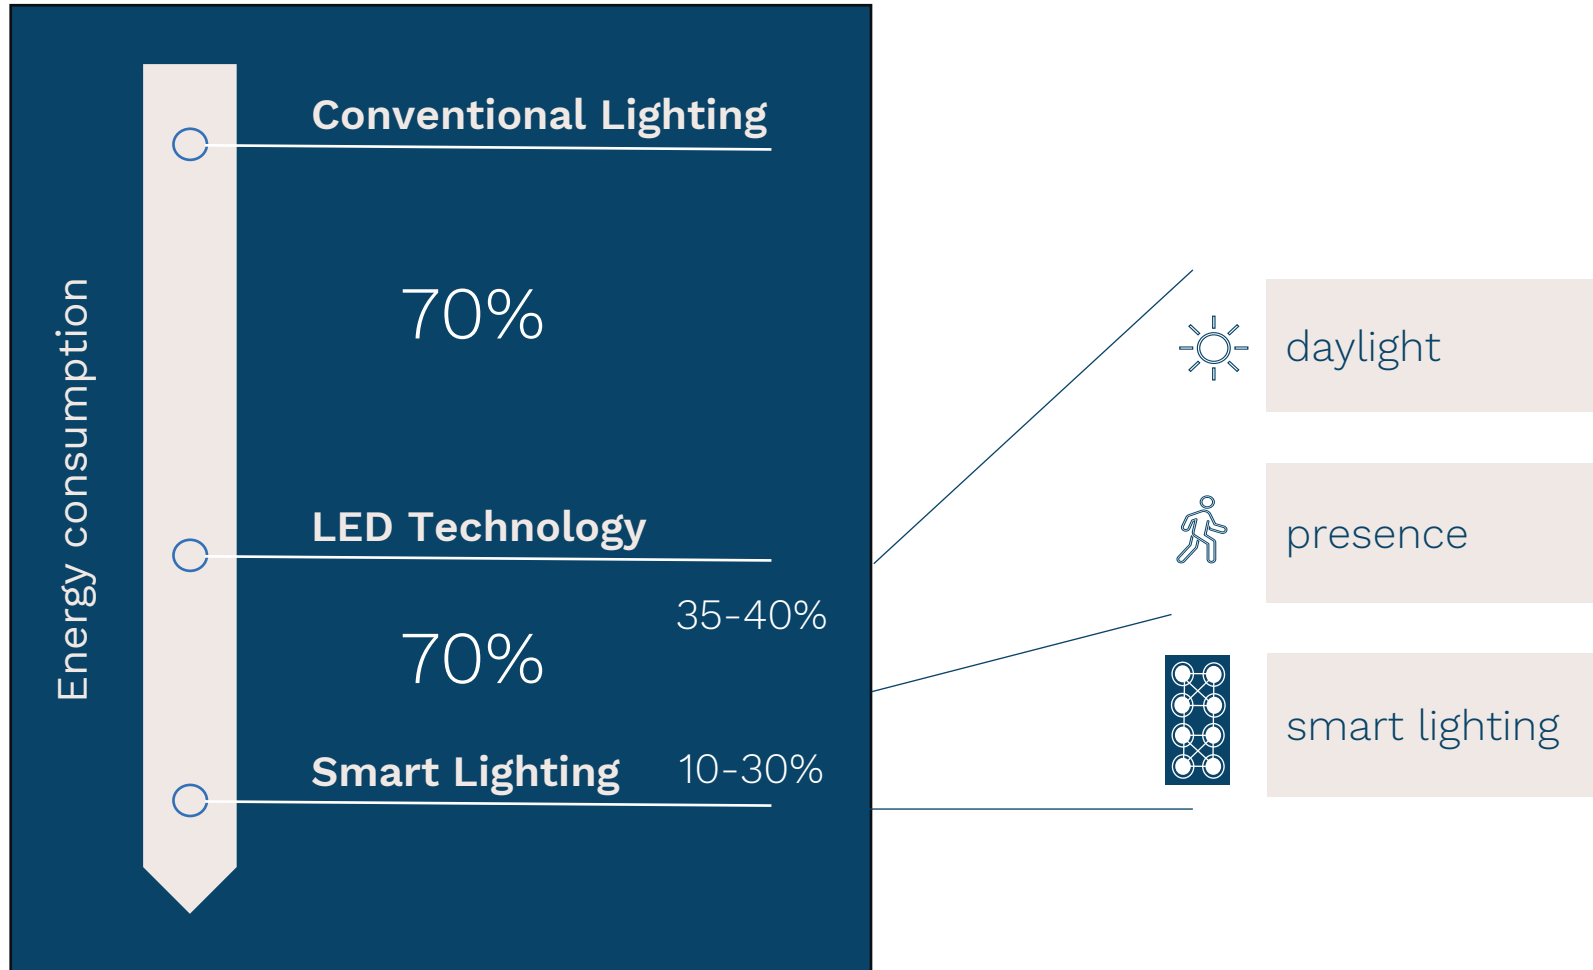 Energy consumption
Conventional Lighting
70%
LED Technology
35-40%
70%
Smart Lighting
10-30%
daylight
presence
smart lighting